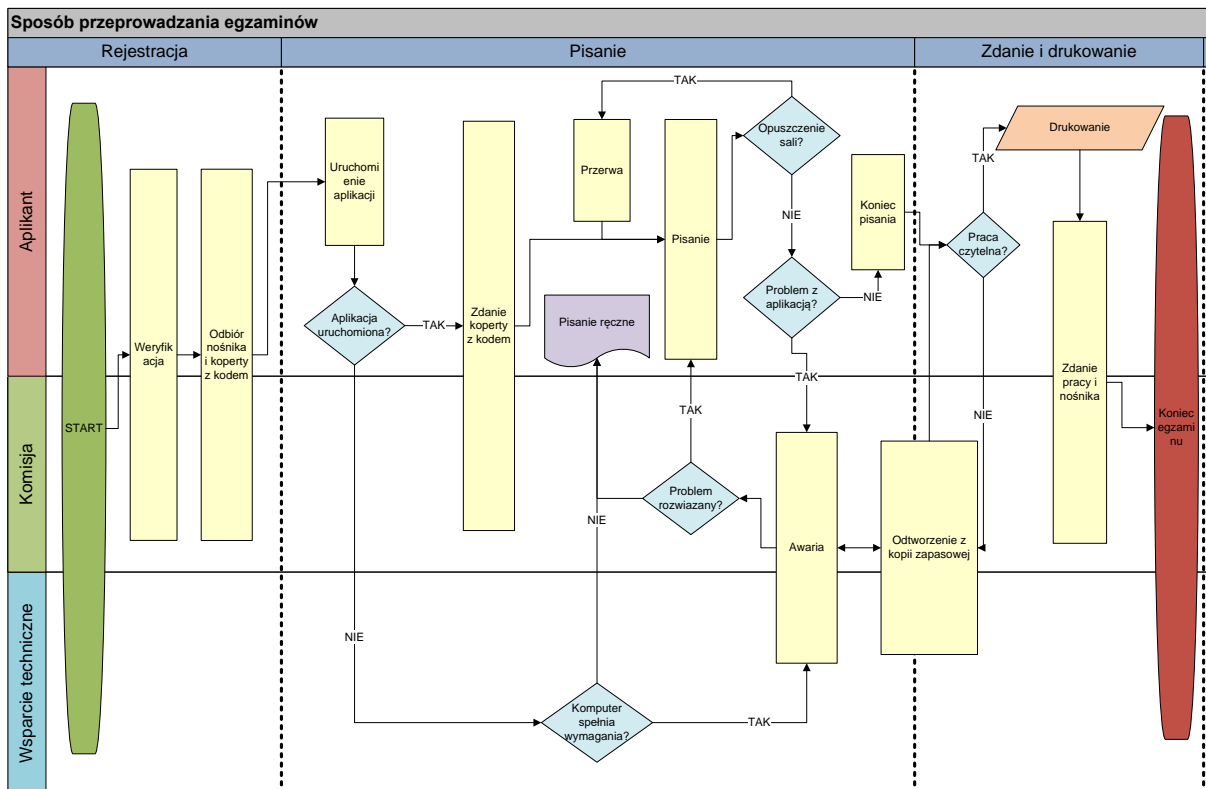 Sposób przeprowadzania egzaminów
Rejestracja
Pisanie
Zdanie i drukowanie
Aplikant
Komisja
Wsparcie techniczne
START
Weryfik
acja
Odbiór
nośnika
i koperty
z kodem
Uruchomi
enie
aplikacji
Aplikacja
uruchomiona?
TAK
NIE
Zdanie
koperty
z kodem
Przerwa
Pisanie ręczne
Pisanie
TAK
Opuszczenie
sali?
NIE
Problem z
aplikacją?
NIE
TAK
Koniec
pisania
Problem
rozwiazany?
TAK
NIE
Awaria
Komputer
spełnia
wymagania?
TAK
Odtworzenie z
kopii zapasowej
Praca
czytelna?
TAK
NIE
Drukowanie
Zdanie
pracy i
nośnika
Koniec
egzami
nu